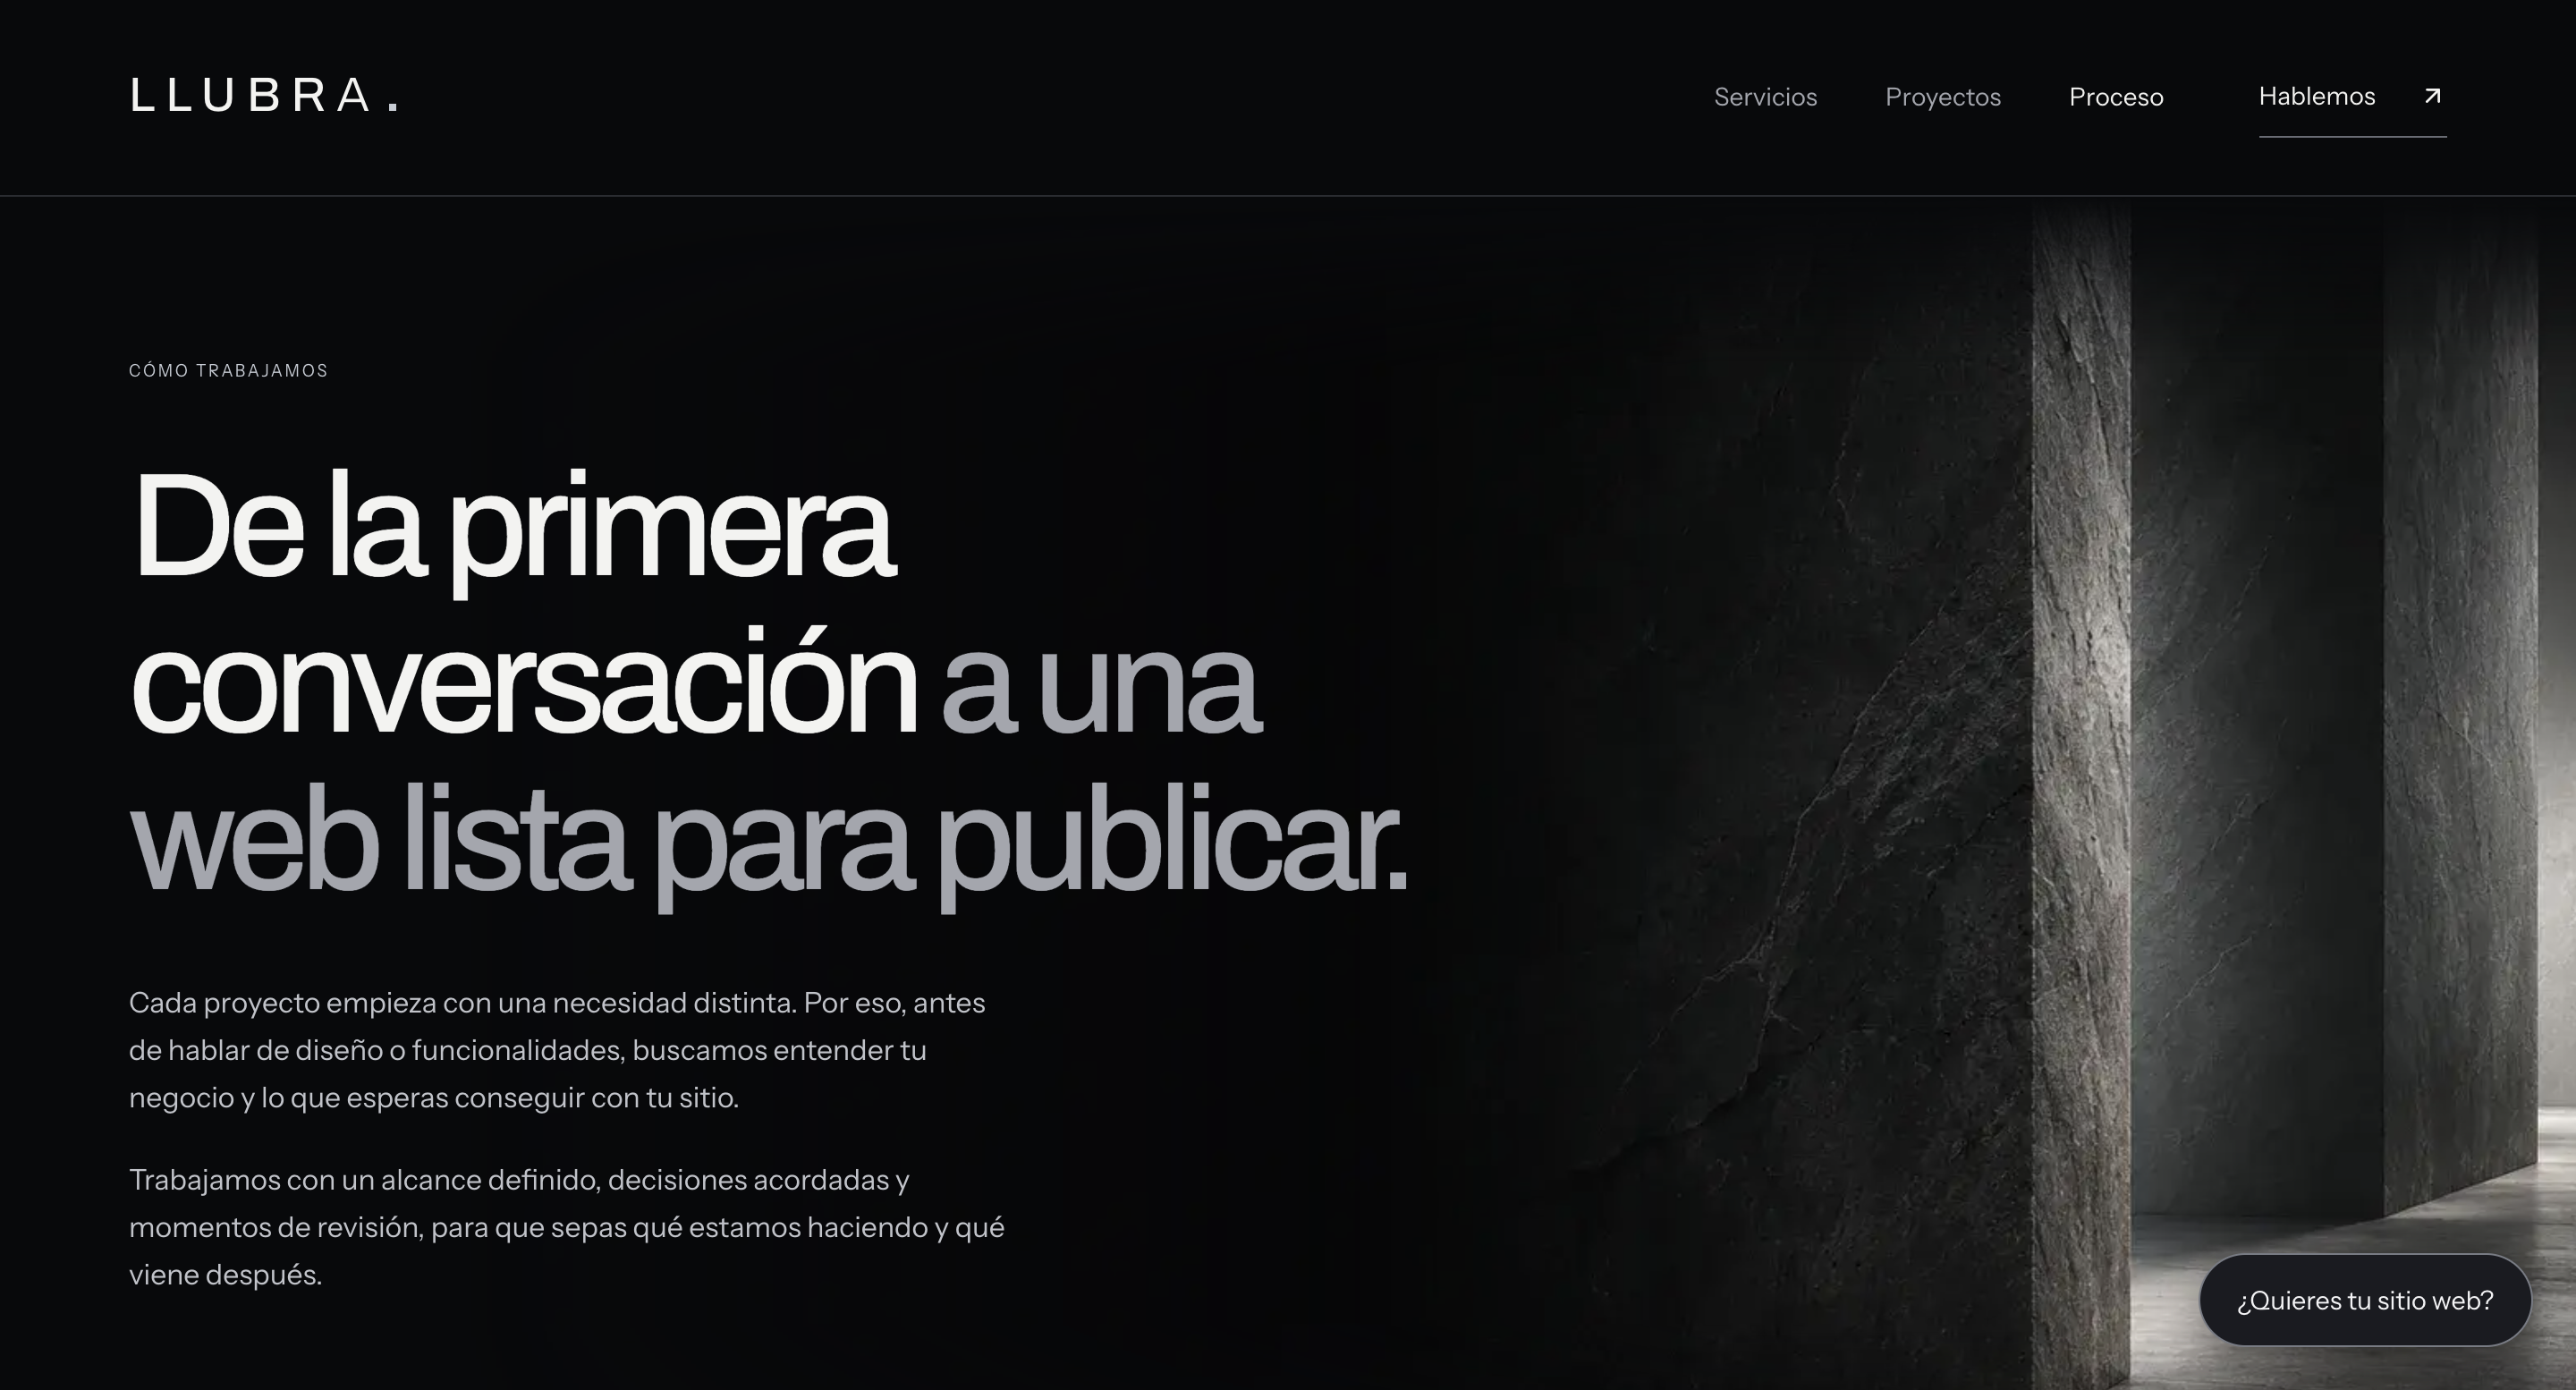 LLUBRA.
Servicios
Proyectos
Proceso
Hablemos
CÓMO TRABAJAMOS
De la primera
conversación a una
web lista para publicar.
Cada proyecto empieza con una necesidad distinta. Por eso, antes
de hablar de diseño o funcionalidades, buscamos entender tu
negocio y lo que esperas conseguir con tu sitio.
Trabajamos con un alcance definido, decisiones acordadas y
momentos de revisión, para que sepas qué estamos haciendo y qué
viene después.
¿Quieres tu sitio web?